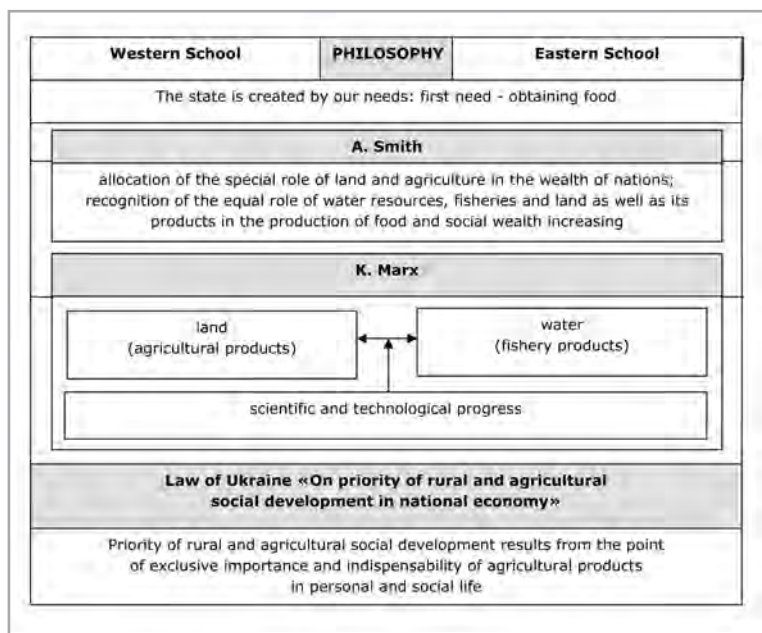 Western School PHILOSOPHY Eastern School
The state is created by our needs: first need - obtaining food
A. Smith
allocation of the special role of land and agriculture in the wealth of nations;
recognition of the equal role of water resources, fisheries and land as well as its
products in the production of food and social wealth increasing
K. Marx
land
(agricultural products)
water
(fishery products)
scientific and technological progress
Law of Ukraine «On priority of rural and agricultural
social development in national economy»
Priority of rural and agricultural social development results from the point
of exclusive importance and indispensability of agricultural products
in personal and social life